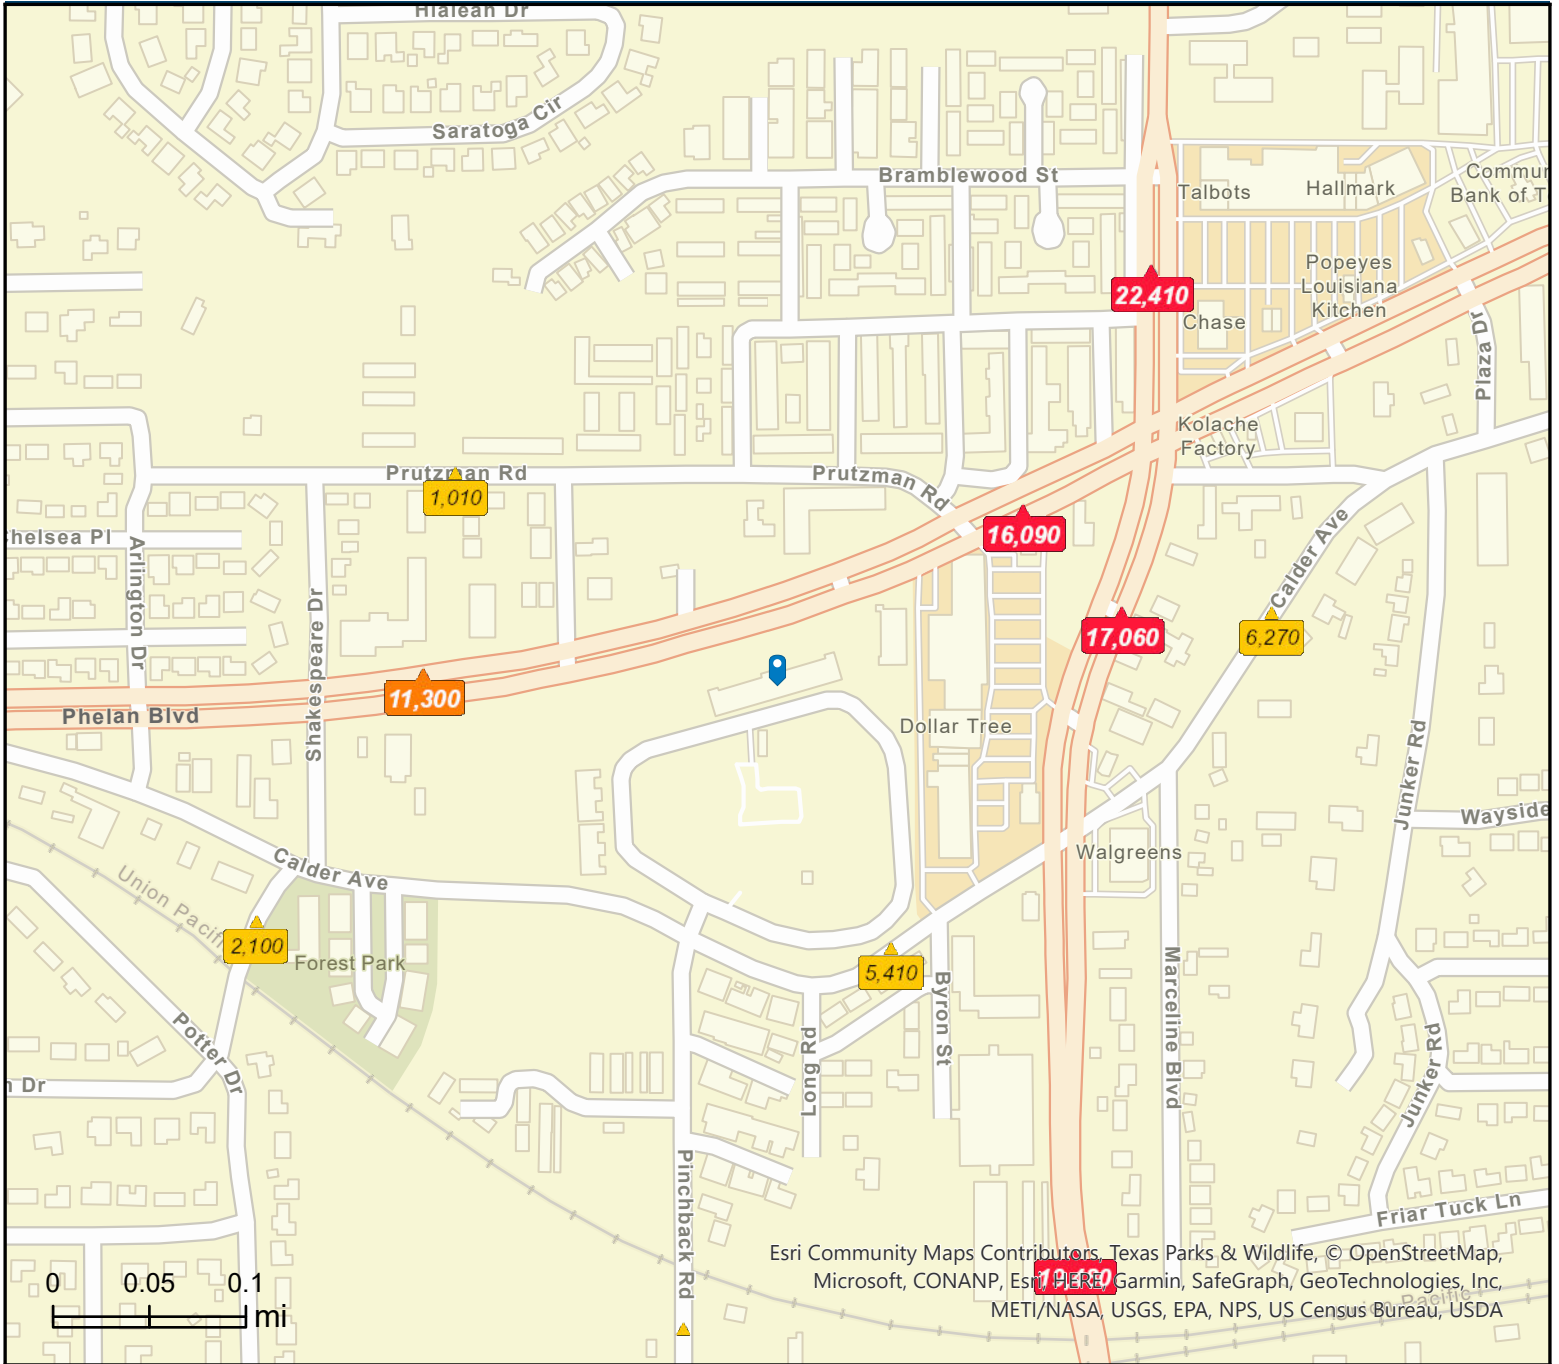 Hialeah Dr
Saratoga Cir
Bramblewood St
Talbots
Hallmark
Commun
Bank of T
Popeyes
Louisiana
Kitchen
22,410
Chase
Plaza Dr
Kolache
Factory
Prutzman Rd
1,010
Prutzman Rd
16,090
Calder Ave
Chelsea Pl
Arlington Dr
Shakespeare Dr
17,060
6,270
11,300
Phelan Blvd
Dollar Tree
Junker Rd
Wayside
Walgreens
Calder Ave
Union Pacific
2,100
Forest Park
5,410
Byron St
Marceline Blvd
Potter Dr
n Dr
Long Rd
Junker Rd
Pinchback Rd
Friar Tuck Ln
Esri Community Maps Contributors, Texas Parks & Wildlife, © OpenStreetMap,
Microsoft, CONANP, Esri, HERE, Garmin, SafeGraph, GeoTechnologies, Inc,
METI/NASA, USGS, EPA, NPS, US Census Bureau, USDA
Union Pacific
0 0.05 0.1
mi